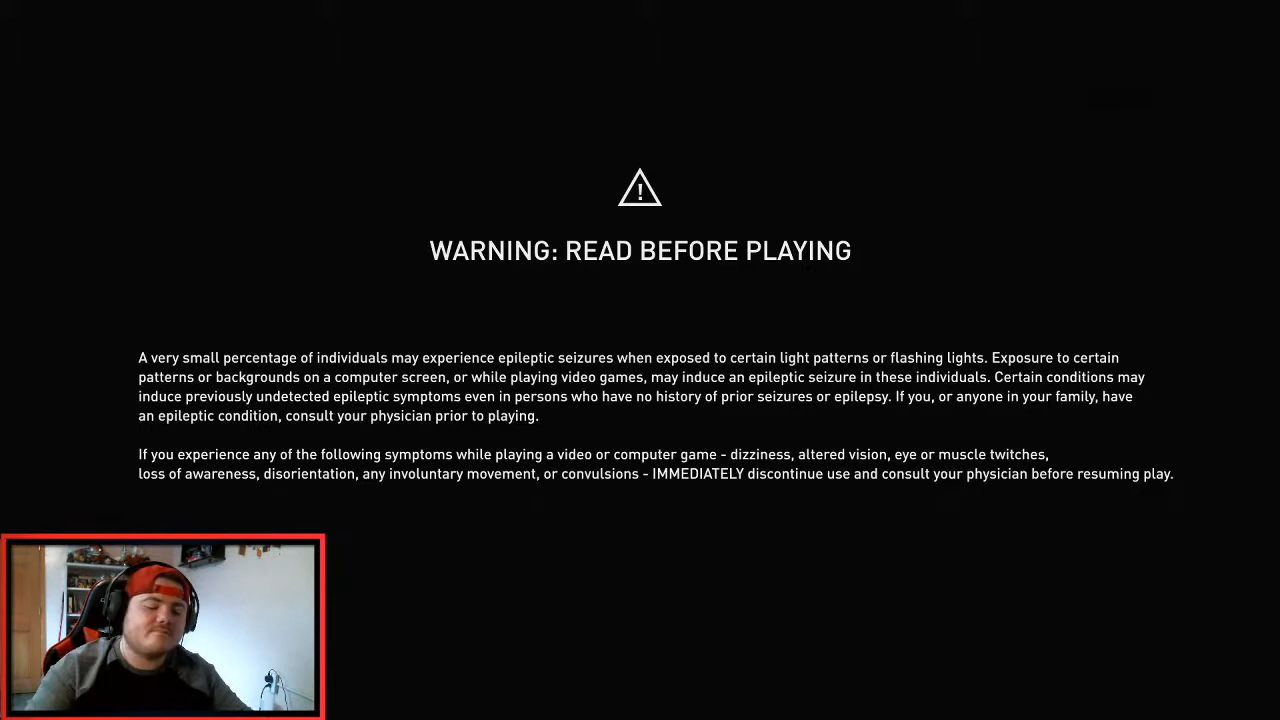 WARNING: READ BEFORE PLAYING
A very small percentage of individuals may experience epileptic seizures when exposed to certain light patterns or flashing lights. Exposure to certain
patterns or backgrounds on a computer screen, or while playing video games, may induce an epileptic seizure in these individuals. Certain conditions may
induce previously undetected epileptic symptoms even in persons who have no history of prior seizures or epilepsy. If you, or anyone in your family, have
an epileptic condition, consult your physician prior to playing.
If you experience any of the following symptoms while playing a video or computer game - dizziness, altered vision, eye or muscle twitches,
loss of awareness, disorientation, any involuntary movement, or convulsions - IMMEDIATELY discontinue use and consult your physician before resuming play.